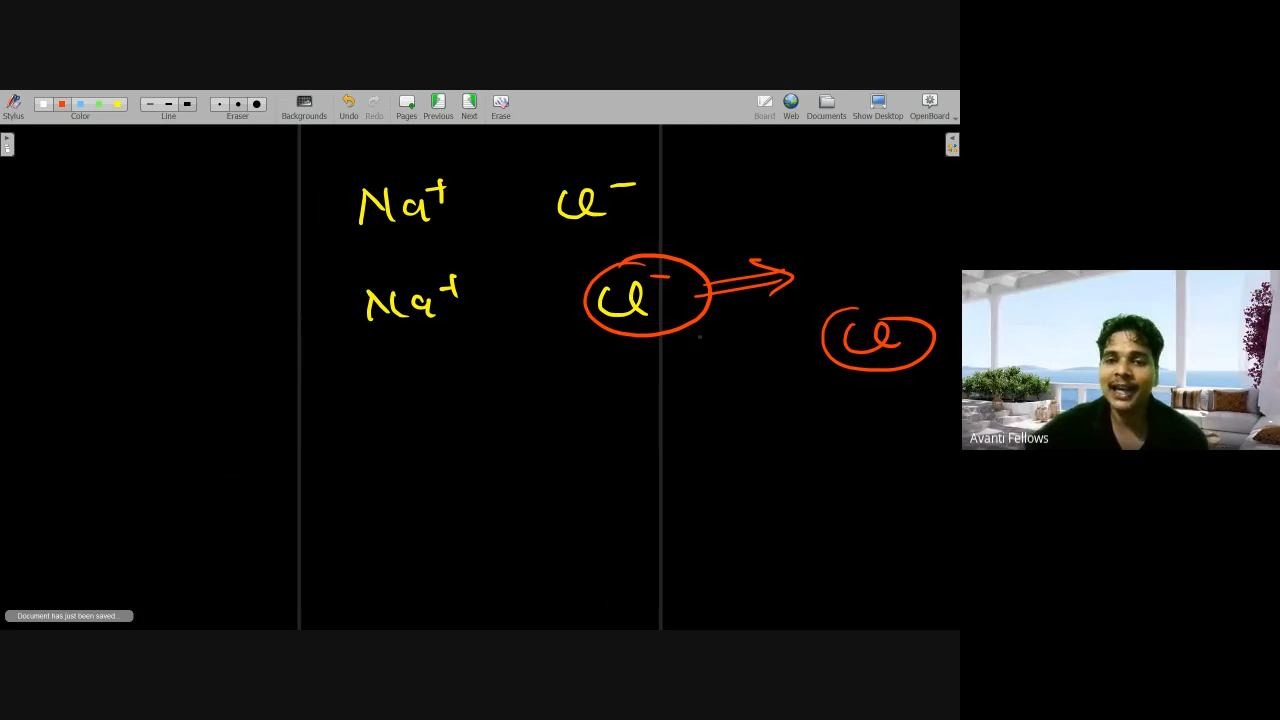 Stylus Color Line Eraser Backgrounds Undo Redo Pages Previous Next Erase Board Web Documents Show Desktop OpenBoard
Na+ Cl-
Na+ Cl-
Cl
Avanti Fellows
Document has just been saved...